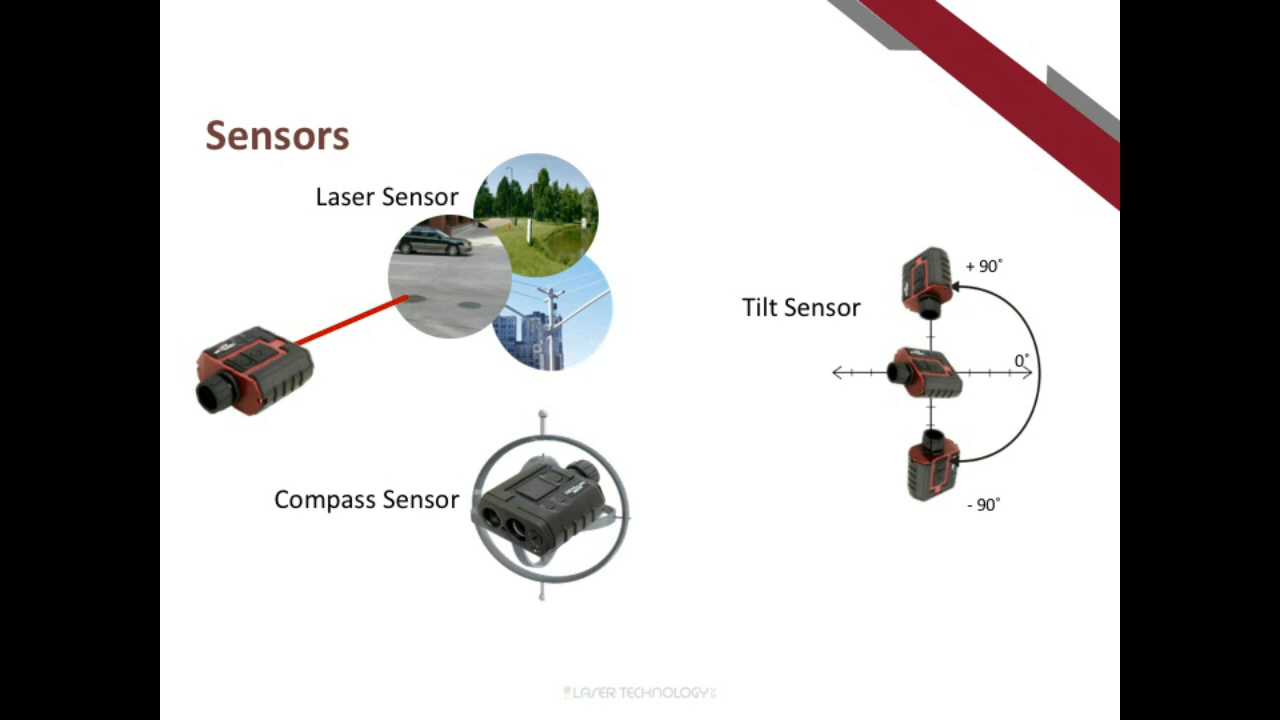 Sensors
Laser Sensor
+ 90˚
Tilt Sensor
0˚
Compass Sensor
- 90˚
LASER TECHNOLOGY